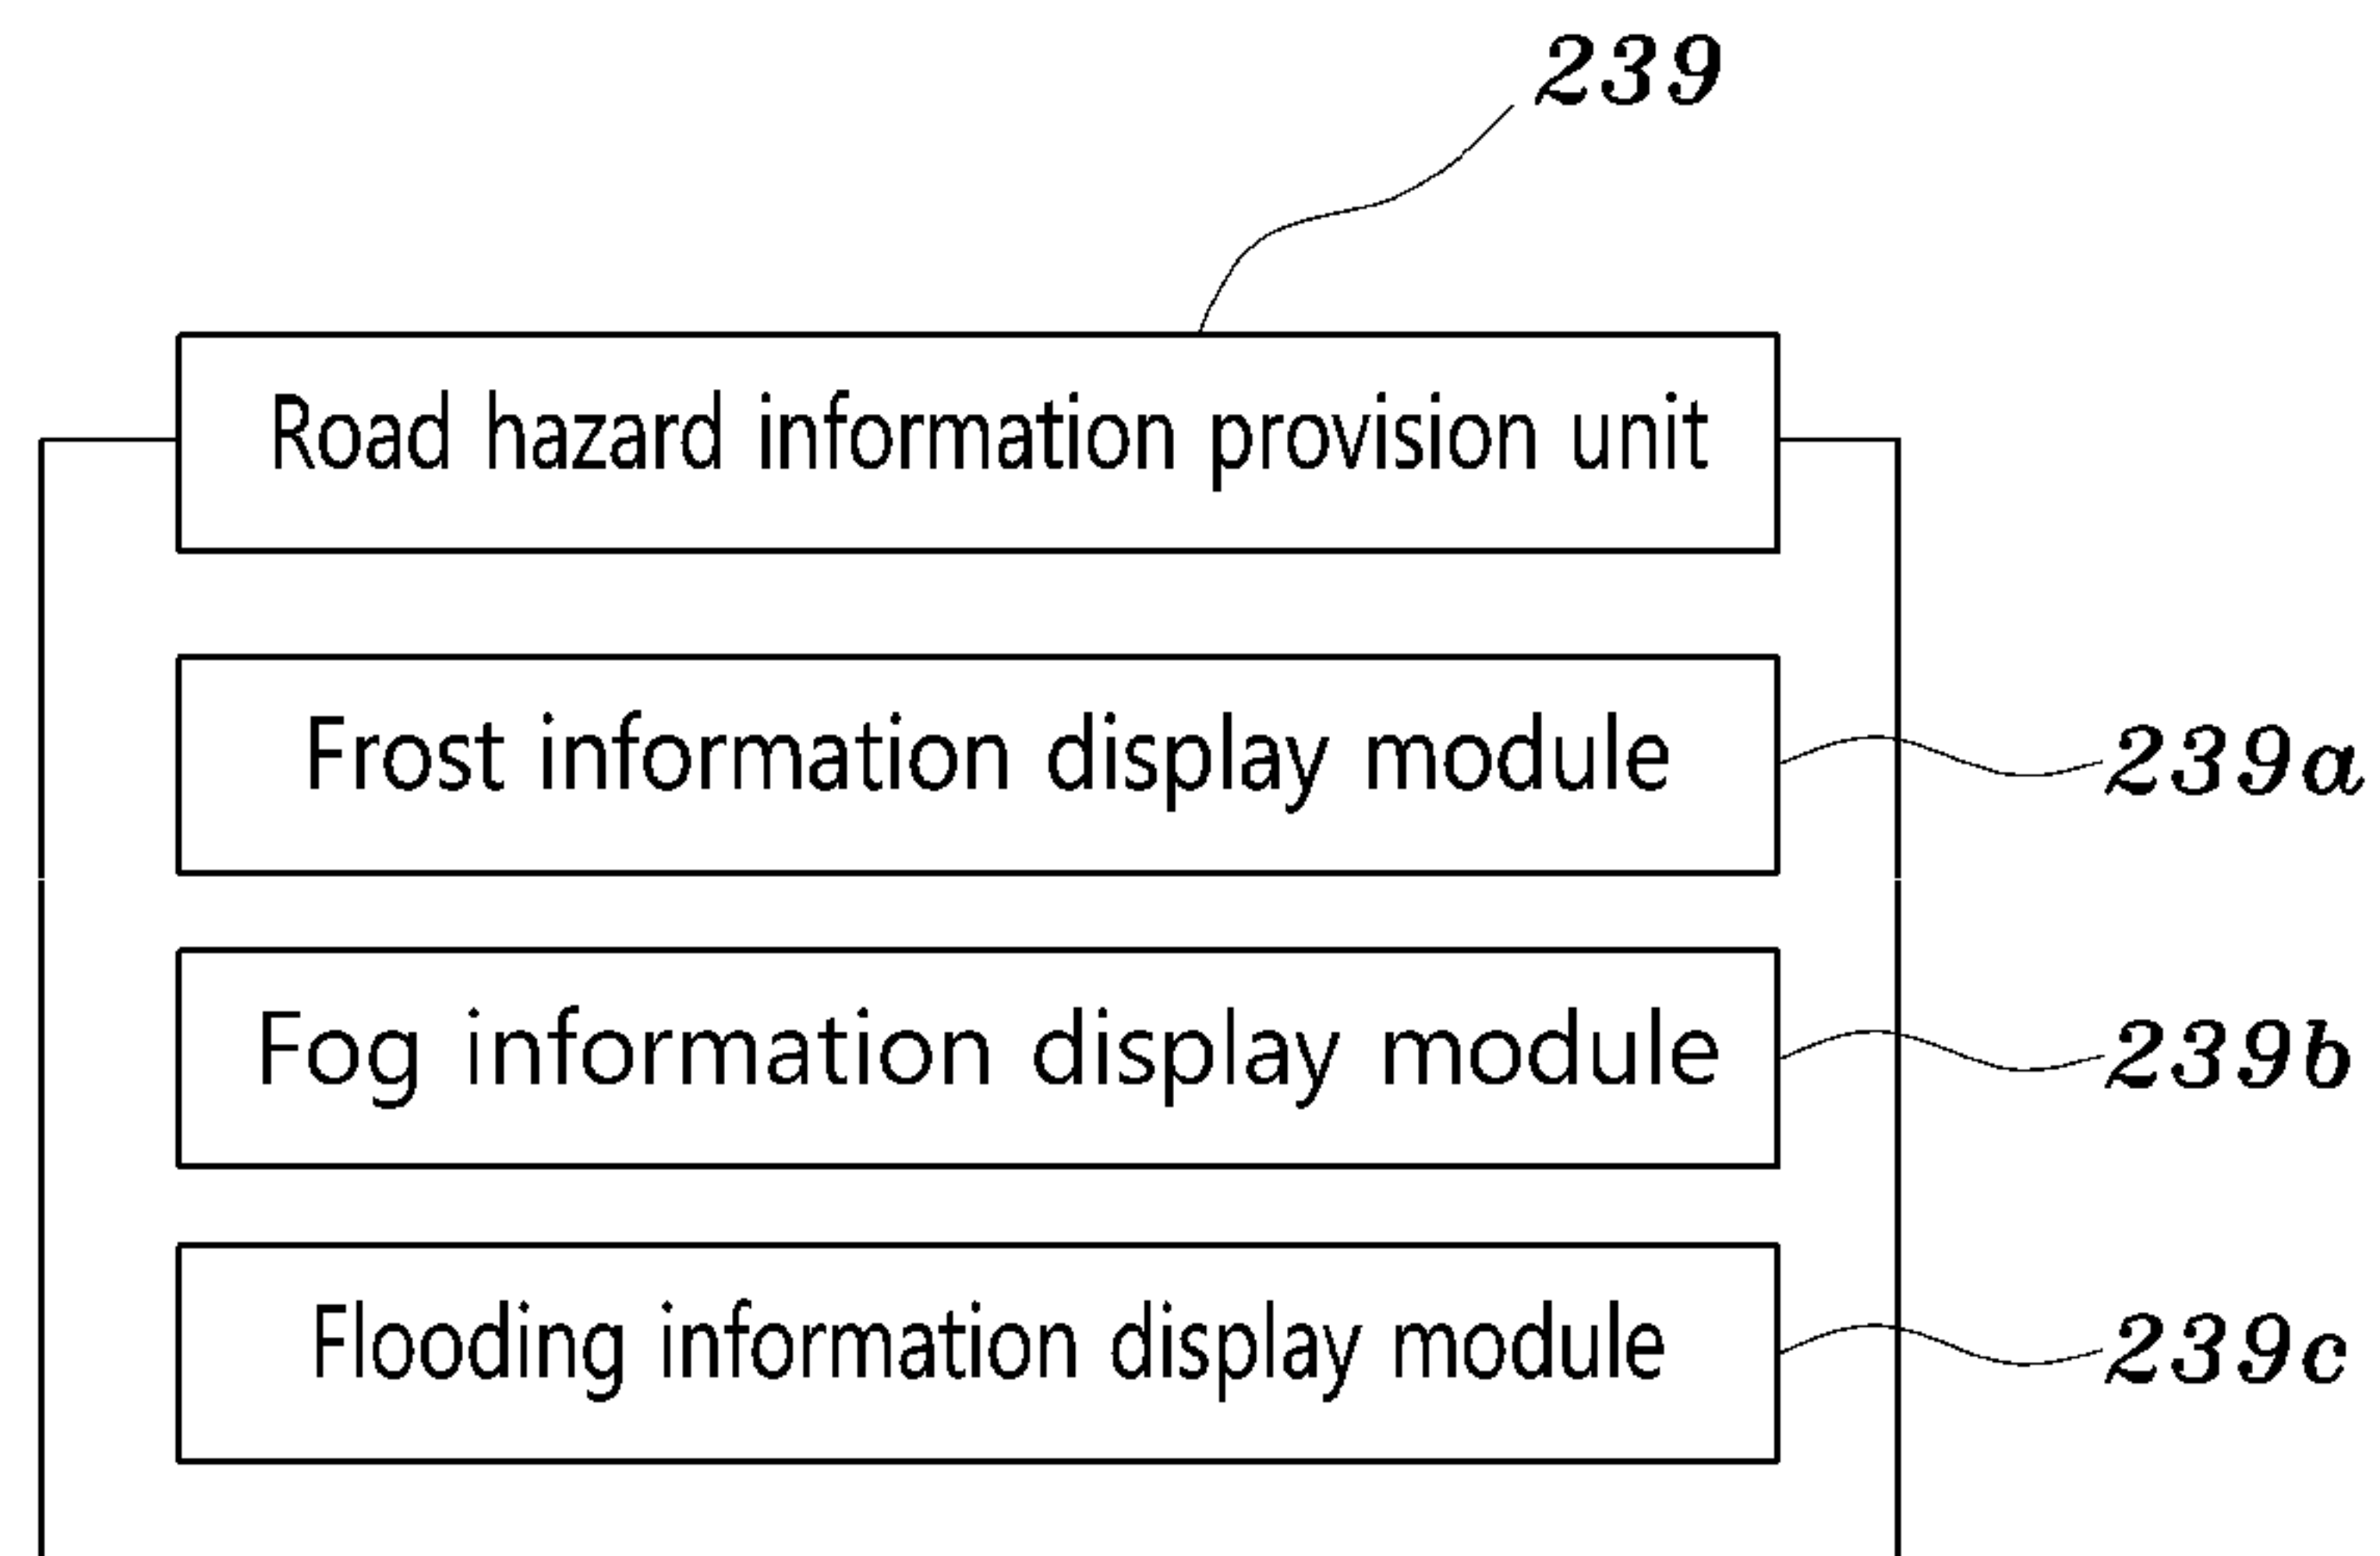 239
Road hazard information provision unit
Frost information display module
239a
Fog information display module
239b
Flooding information display module
239c